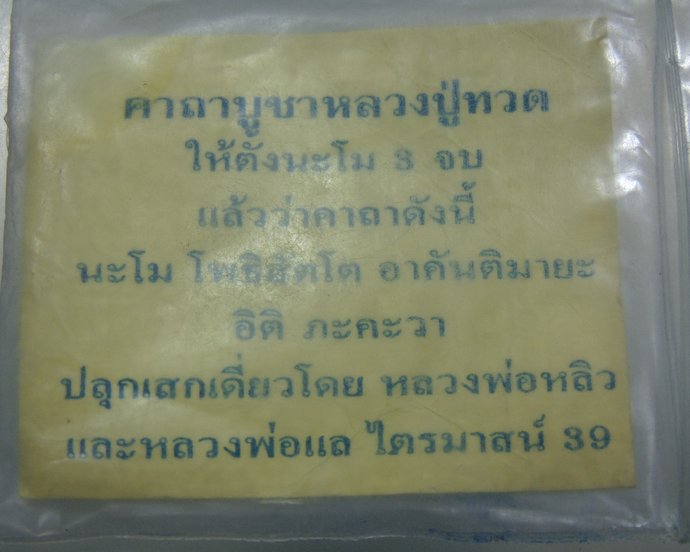 คาถาบูชาหลวงปู่ทวด
ให้ตั้งนะโม 3 จบ
แล้วว่าคาถาดังนี้
นะโม โพธิสัตโต อาคันติมายะ
อิติ ภะคะวา
ปลุกเสกเดี่ยวโดย หลวงพ่อหลิว
และหลวงพ่อแล ไตรมาสน์ 39